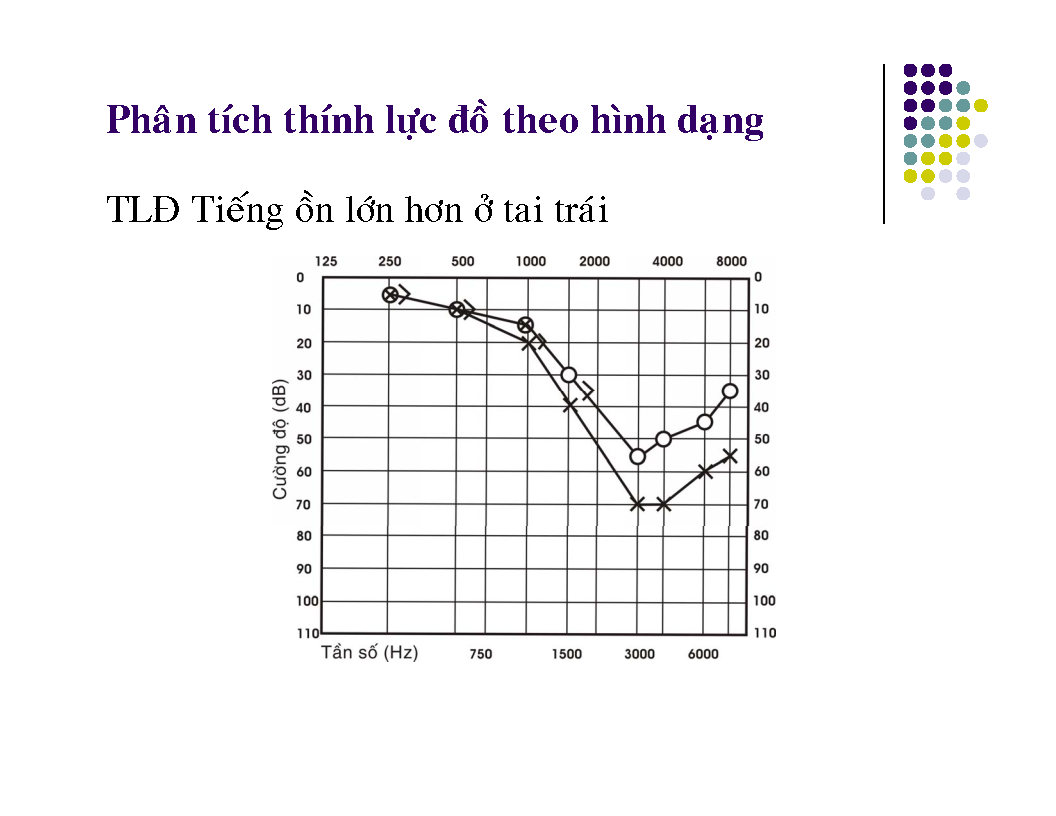 Phân tích thính lực đồ theo hình dạng
TLĐ Tiếng ồn lớn hơn ở tai trái
125 250 500 1000 2000 4000 8000
0 0
10 10
20 20
30 30
40 40
50 50
60 60
70 70
80 80
90 90
100 100
110 110
Cường độ (dB)
Tần số (Hz) 750 1500 3000 6000